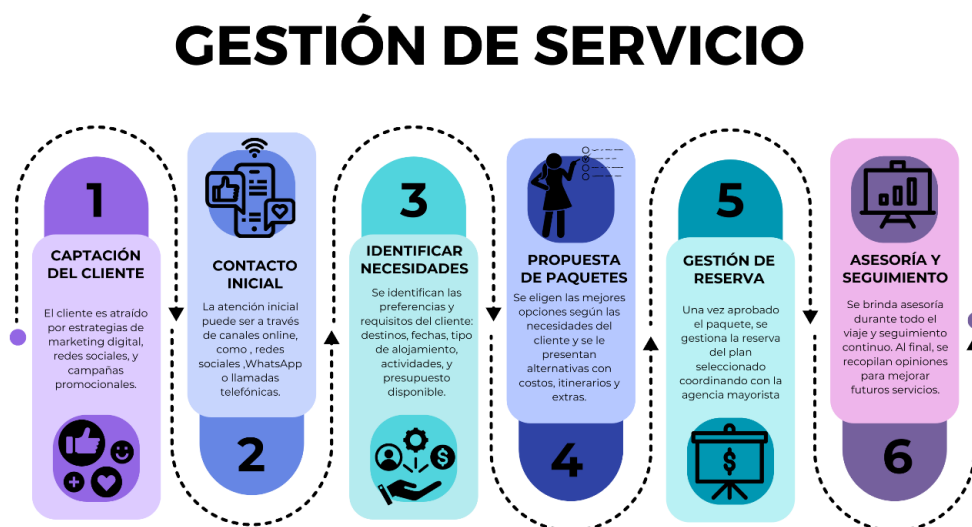 GESTIÓN DE SERVICIO
1
CAPTACIÓN
DEL CLIENTE
El cliente es atraído
por estrategias de
marketing digital,
redes sociales, y
campañas
promocionales.
CONTACTO
INICIAL
La atención inicial
puede ser a través
de canales online,
como , redes
sociales ,WhatsApp
o llamadas
telefónicas.
2
3
IDENTIFICAR
NECESIDADES
Se identifican las
preferencias y
requisitos del cliente:
destinos, fechas, tipo
de alojamiento,
actividades, y
presupuesto
disponible.
PROPUESTA
DE PAQUETES
Se eligen las mejores
opciones según las
necesidades del
cliente y se le
presentan
alternativas con
costos, itinerarios y
extras.
4
5
GESTIÓN DE
RESERVA
Una vez aprobado
el paquete, se
gestiona la reserva
del plan
seleccionado
coordinando con la
agencia mayorista
$
ASESORÍA Y
SEGUIMIENTO
Se brinda asesoría
durante todo el
viaje y seguimiento
continuo. Al final, se
recopilan opiniones
para mejorar
futuros servicios.
6